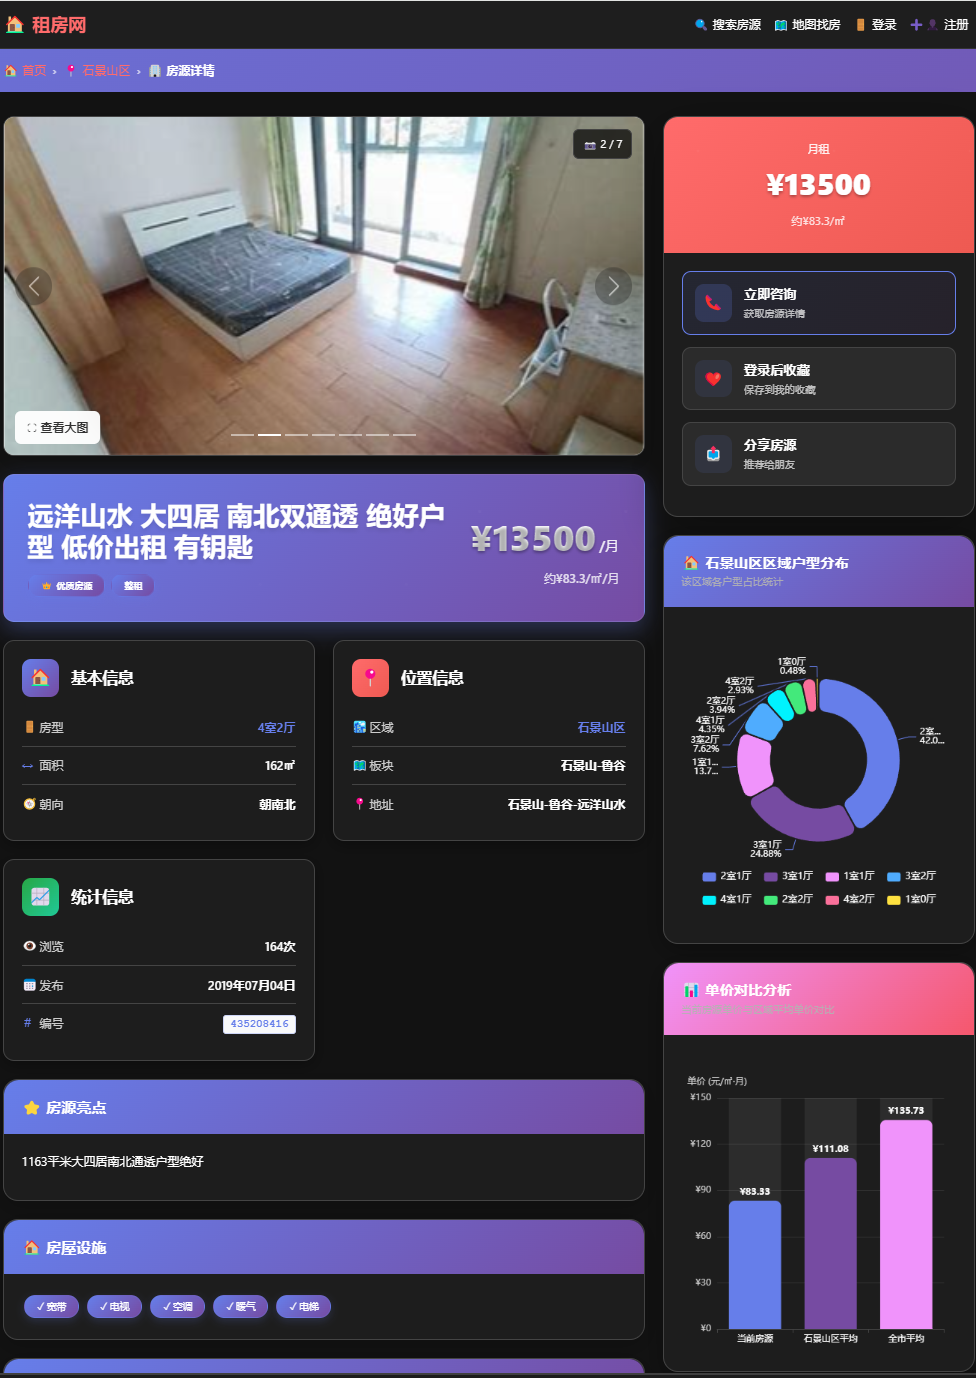 租房网
搜索房源 地图找房 登录 注册
首页 › 石景山区 › 房源详情
2 / 7
查看大图
月租
¥13500
约¥83.3/㎡
立即咨询
获取房源详情
登录后收藏
保存到我的收藏
分享房源
推荐给朋友
远洋山水 大四居 南北双通透 绝好户
型 低价出租 有钥匙
优质房源 整租
¥13500 /月
约¥83.3/㎡/月
基本信息
房型 4室2厅
面积 162㎡
朝向 朝南北
位置信息
区域 石景山区
板块 石景山-鲁谷
地址 石景山-鲁谷-远洋山水
统计信息
浏览 164次
发布 2019年07月04日
# 编号 435208416
房源亮点
1163平米大四居南北通透户型绝好
房屋设施
✓ 宽带 ✓ 电视 ✓ 空调 ✓ 暖气 ✓ 电梯
石景山区区域户型分布
该区域各户型占比统计
1室0厅
0.48%
4室2厅
2.93%
2室2厅
3.94%
4室1厅
4.35%
3室2厅
7.62%
1室1...
13.7...
3室1厅
24.88%
2室...
42.0...
2室1厅 3室1厅 1室1厅 3室2厅
4室1厅 2室2厅 4室2厅 1室0厅
单价对比分析
单价 (元/㎡·月)
¥150
¥120
¥90
¥60
¥30
¥0
¥83.33
¥111.08
¥135.73
当前房源 石景山区平均 全市平均